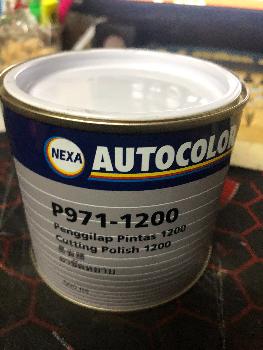 NEXA
AUTOCOLOR
P971-1200
Penggilap Pintas 1200
Cutting Polish 1200